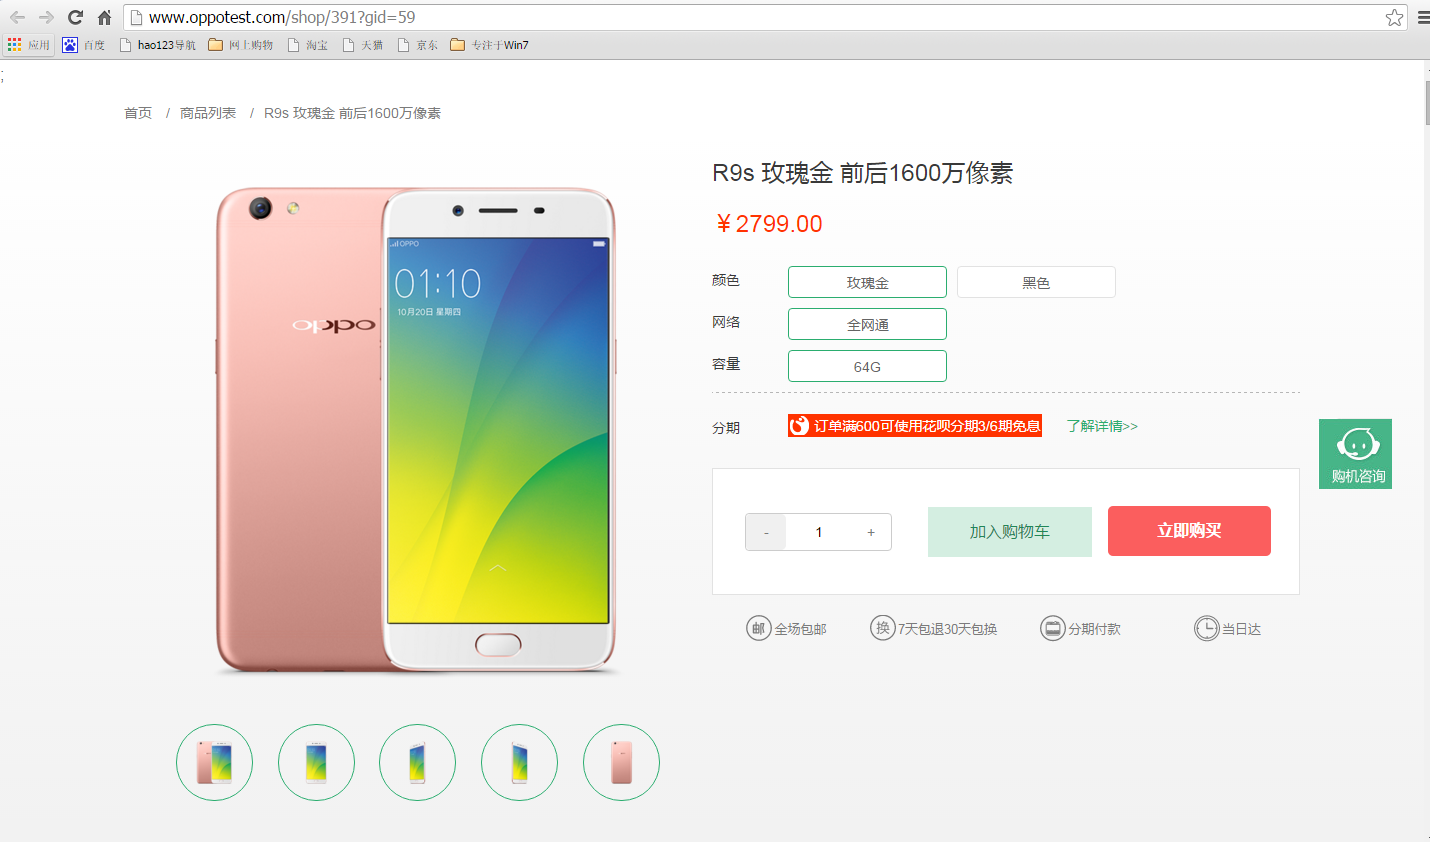 www.oppotest.com/shop/391?gid=59
应用 百度 hao123导航 网上购物 淘宝 天猫 京东 专注于Win7
;
首页 / 商品列表 / R9s 玫瑰金 前后1600万像素
R9s 玫瑰金 前后1600万像素
￥2799.00
颜色 玫瑰金 黑色
网络 全网通
容量 64G
分期 订单满600可使用花呗分期3/6期免息 了解详情>>
OPPO
01:10
10月20日 星期四
oppo
购机咨询
- 1 + 加入购物车 立即购买
邮 全场包邮 换 7天包退30天包换 分期付款 当日达